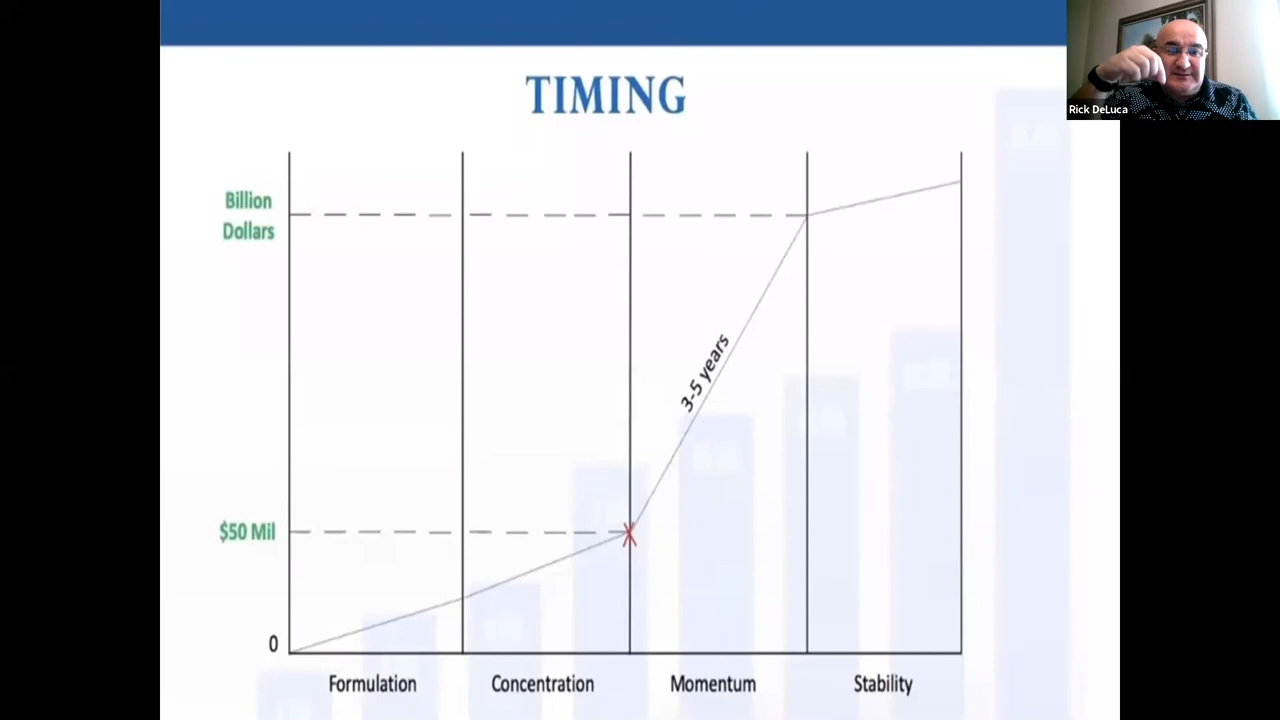 TIMING
Rick DeLuca
Billion
Dollars
3-5 years
$50 Mil
0
Formulation
Concentration
Momentum
Stability